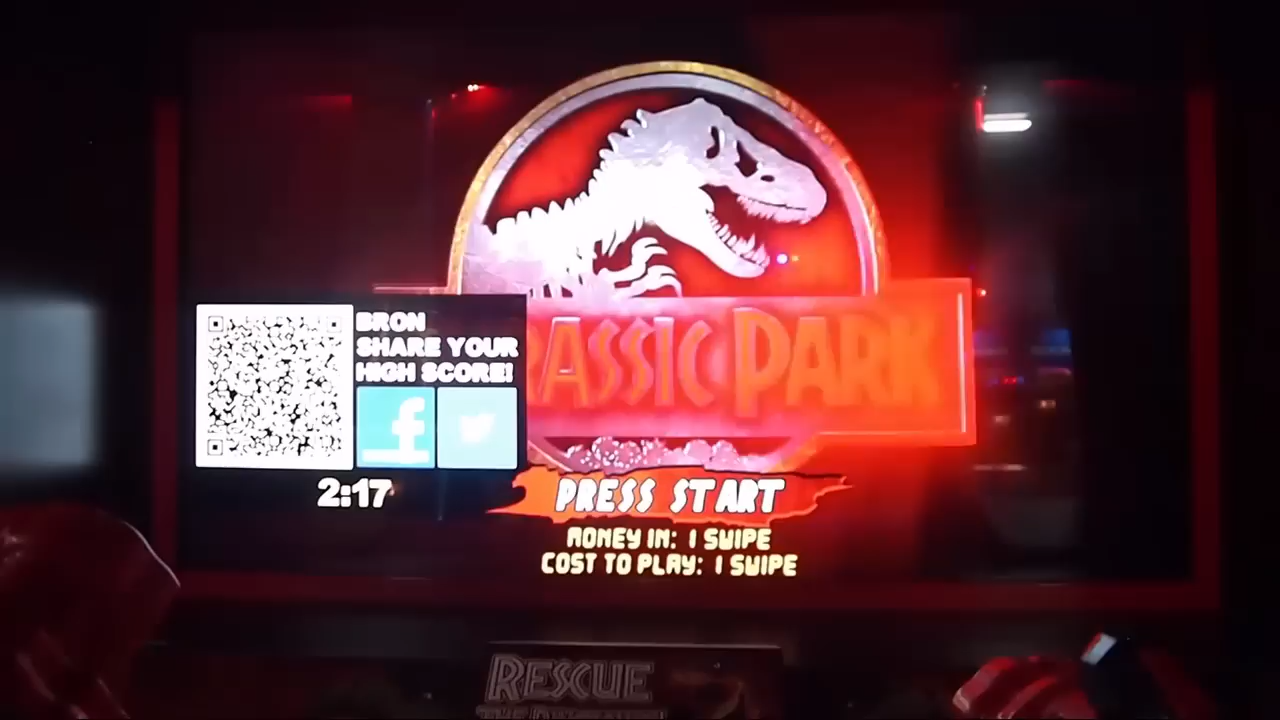 JURASSIC PARK
BRON
SHARE YOUR
HIGH SCORE!
2:17
PRESS START
MONEY IN: 1 SWIPE
COST TO PLAY: 1 SWIPE
RESCUE